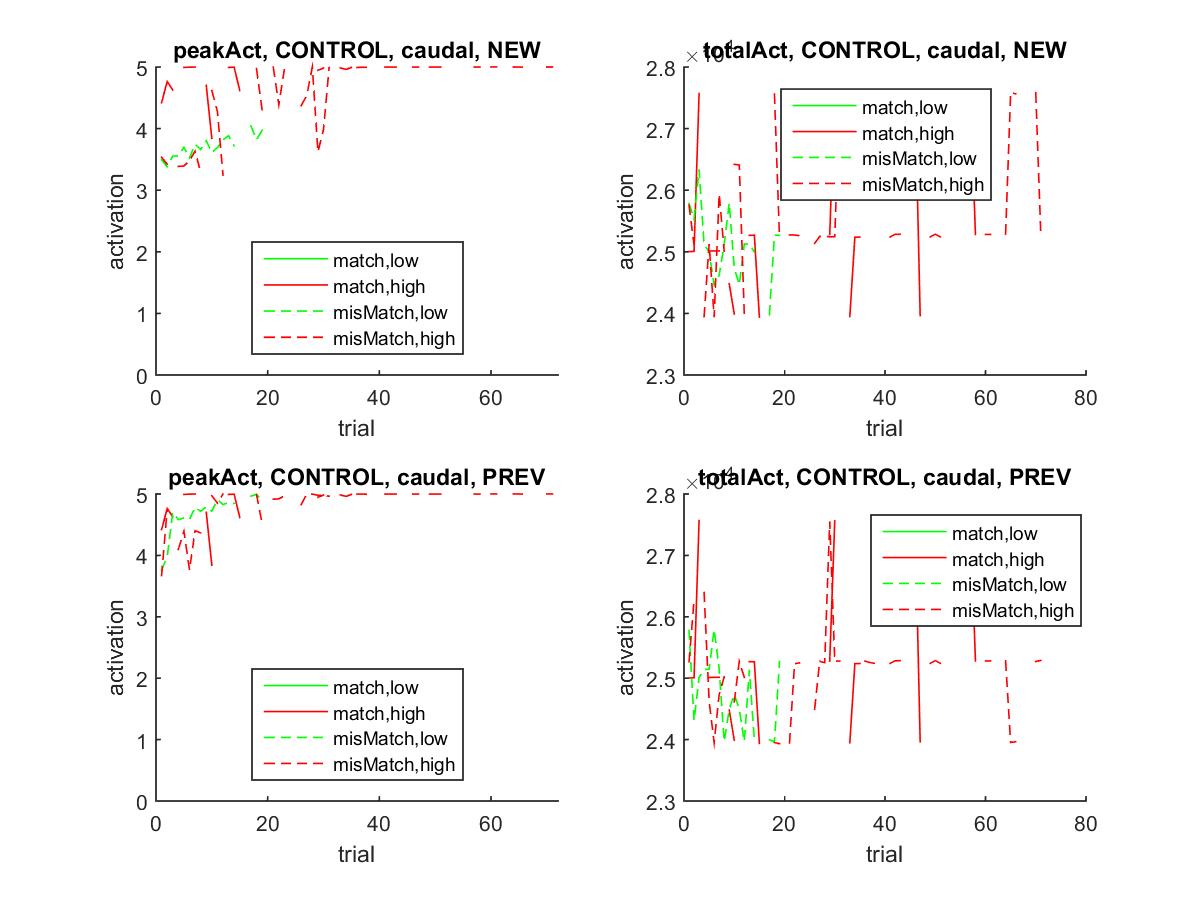 peakAct, CONTROL, caudal, NEW
5
4
3
2
1
0
activation
match,low
match,high
misMatch,low
misMatch,high
0 20 40 60
trial
× 10⁴
totalAct, CONTROL, caudal, NEW
2.8
2.7
2.6
2.5
2.4
2.3
activation
match,low
match,high
misMatch,low
misMatch,high
0 20 40 60 80
trial
peakAct, CONTROL, caudal, PREV
5
4
3
2
1
0
activation
match,low
match,high
misMatch,low
misMatch,high
0 20 40 60
trial
× 10⁴
totalAct, CONTROL, caudal, PREV
2.8
2.7
2.6
2.5
2.4
2.3
activation
match,low
match,high
misMatch,low
misMatch,high
0 20 40 60 80
trial